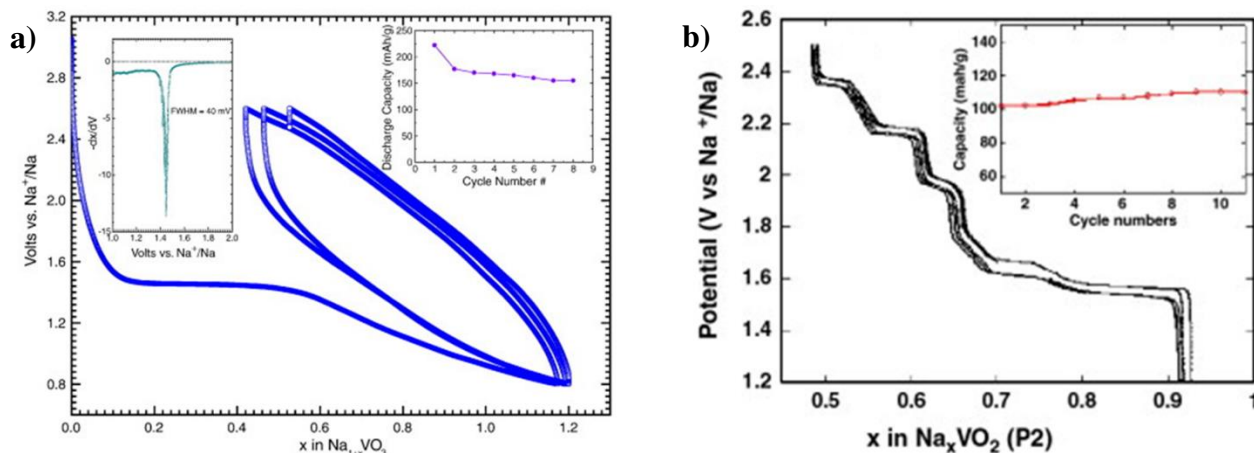 a)
3.2
2.8
2.4
2.0
1.6
1.2
0.8
Volts vs. Na+/Na
0.0 0.2 0.4 0.6 0.8 1.0 1.2
0
-5
-10
-15
-dx/dV
FWHM = 40 mV
1.0 1.2 1.4 1.6 1.8 2.0
Volts vs. Na+/Na
250
200
150
100
50
0
Discharge Capacity (mAh/g)
0 1 2 3 4 5 6 7 8 9
Cycle Number #
b)
2.6
2.4
2.2
2
1.8
1.6
1.4
1.2
Potential (V vs Na+/Na)
0.5 0.6 0.7 0.8 0.9 1
x in NaxVO2 (P2)
140
120
100
80
60
Capacity (mah/g)
2 4 6 8 10
Cycle numbers